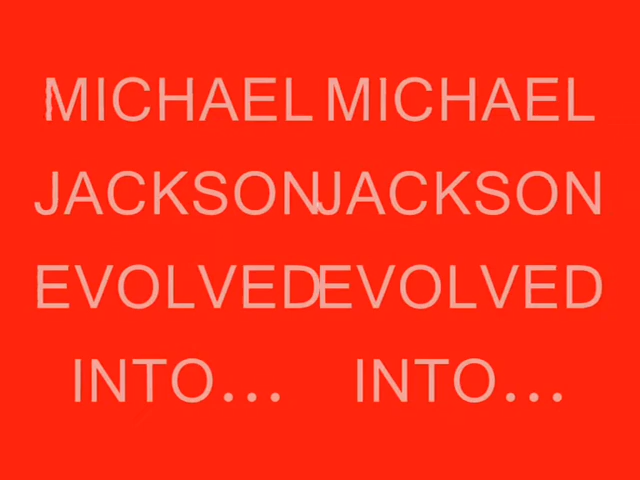 MICHAEL MICHAEL
JACKSON JACKSON
EVOLVED EVOLVED
INTO... INTO...